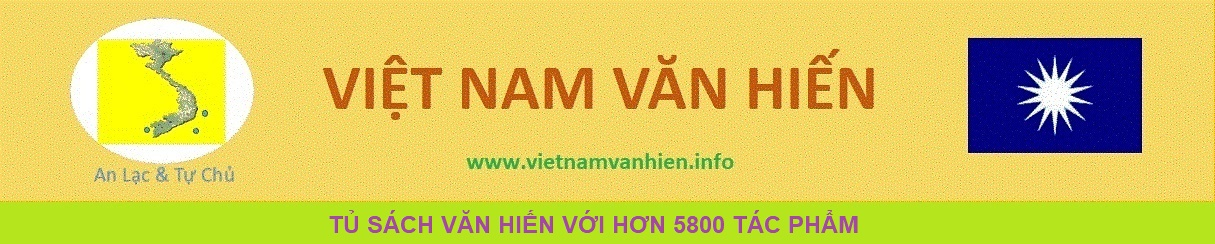 VIỆT NAM VĂN HIẾN
www.vietnamvanhien.info
An Lạc & Tự Chủ
TỦ SÁCH VĂN HIẾN VỚI HƠN 5800 TÁC PHẨM